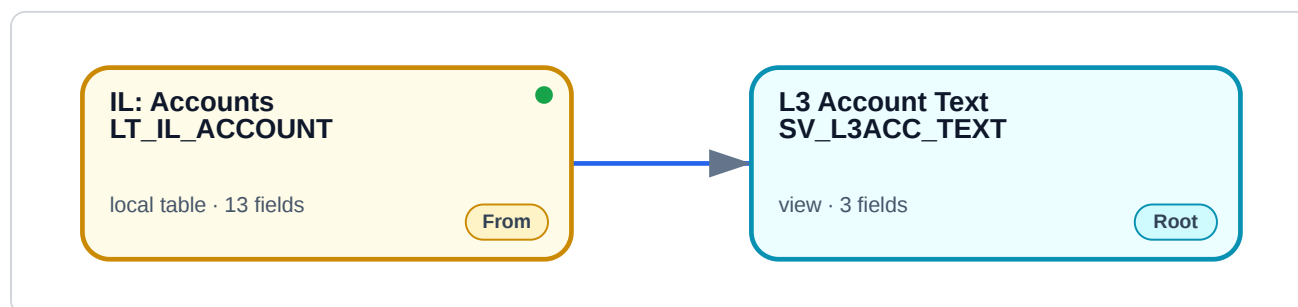 IL: Accounts
LT_IL_ACCOUNT
local table · 13 fields
From
L3 Account Text
SV_L3ACC_TEXT
view · 3 fields
Root